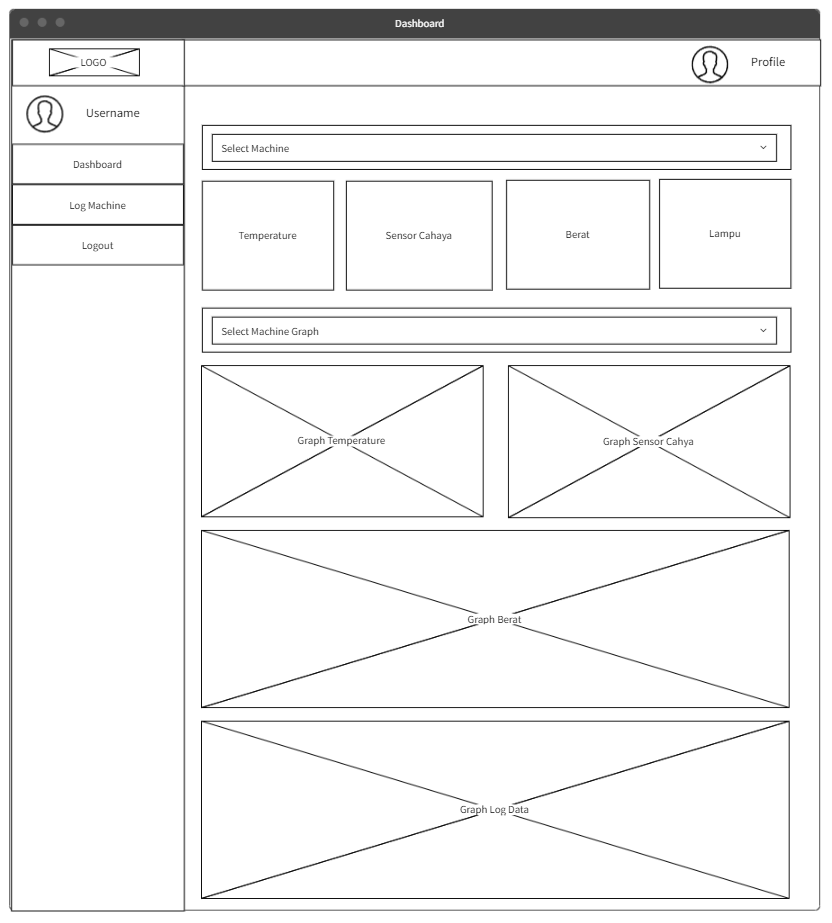 Dashboard
LOGO
Profile
Username
Dashboard
Log Machine
Logout
Select Machine
Temperature
Sensor Cahaya
Berat
Lampu
Select Machine Graph
Graph Temperature
Graph Sensor Cahya
Graph Berat
Graph Log Data